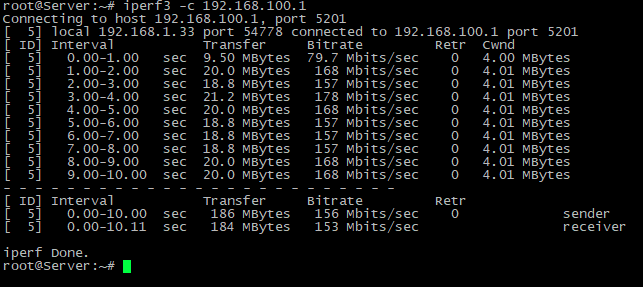 root@Server:~# iperf3 -c 192.168.100.1
Connecting to host 192.168.100.1, port 5201
[  5] local 192.168.1.33 port 54778 connected to 192.168.100.1 port 5201
[ ID] Interval           Transfer     Bitrate         Retr  Cwnd
[  5]   0.00-1.00   sec  9.50 MBytes  79.7 Mbits/sec    0   4.00 MBytes
[  5]   1.00-2.00   sec  20.0 MBytes   168 Mbits/sec    0   4.01 MBytes
[  5]   2.00-3.00   sec  18.8 MBytes   157 Mbits/sec    0   4.01 MBytes
[  5]   3.00-4.00   sec  21.2 MBytes   178 Mbits/sec    0   4.01 MBytes
[  5]   4.00-5.00   sec  20.0 MBytes   168 Mbits/sec    0   4.01 MBytes
[  5]   5.00-6.00   sec  18.8 MBytes   157 Mbits/sec    0   4.01 MBytes
[  5]   6.00-7.00   sec  18.8 MBytes   157 Mbits/sec    0   4.01 MBytes
[  5]   7.00-8.00   sec  18.8 MBytes   157 Mbits/sec    0   4.01 MBytes
[  5]   8.00-9.00   sec  20.0 MBytes   168 Mbits/sec    0   4.01 MBytes
[  5]   9.00-10.00  sec  20.0 MBytes   168 Mbits/sec    0   4.01 MBytes
- - - - - - - - - - - - - - - - - - - - - - - - -
[ ID] Interval           Transfer     Bitrate         Retr
[  5]   0.00-10.00  sec   186 MBytes   156 Mbits/sec    0             sender
[  5]   0.00-10.11  sec   184 MBytes   153 Mbits/sec                  receiver

iperf Done.
root@Server:~#